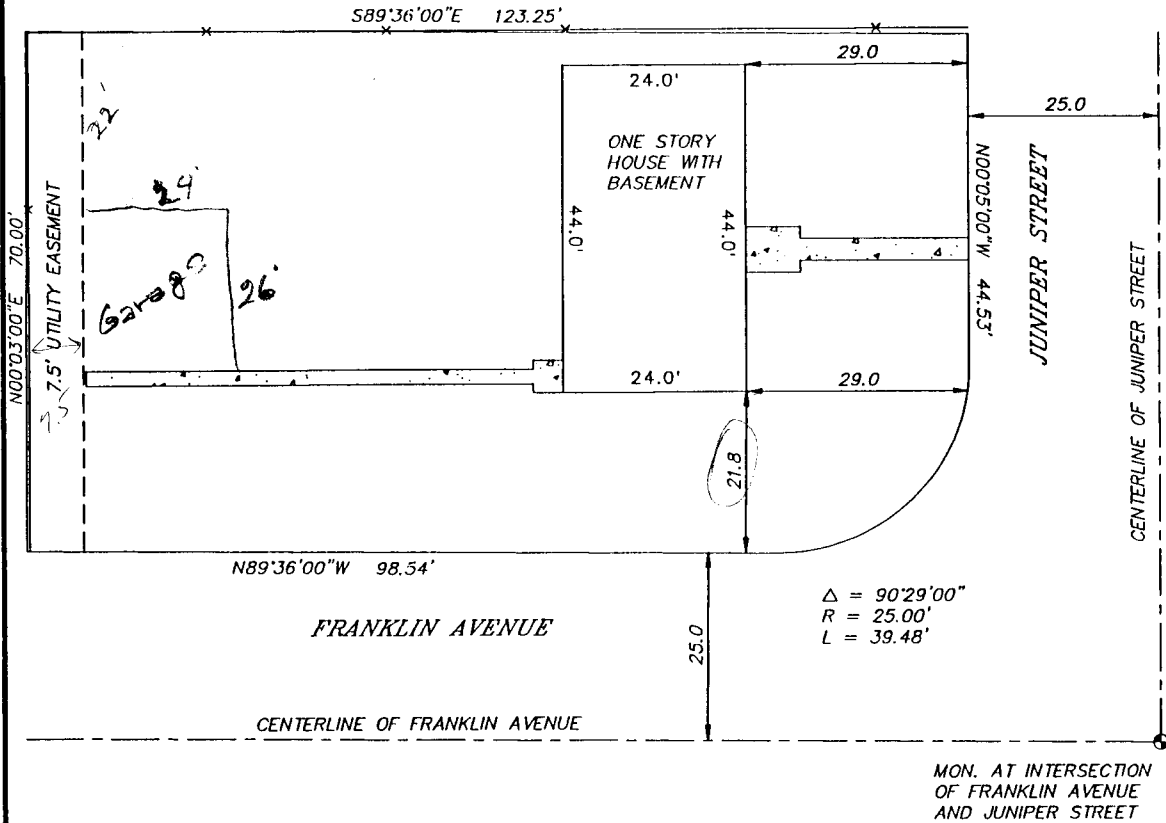 S89°36'00"E 123.25'
29.0
24.0'
25.0
22'
ONE STORY
HOUSE WITH
BASEMENT
N00°05'00"W 44.53'
JUNIPER STREET
CENTERLINE OF JUNIPER STREET
24'
N00°03'00"E 70.00'
7.5' UTILITY EASEMENT
44.0'
44.0'
Garage
26'
7.5
24.0'
29.0
21.8
N89°36'00"W 98.54'
Δ = 90°29'00"
R = 25.00'
L = 39.48'
FRANKLIN AVENUE
25.0
CENTERLINE OF FRANKLIN AVENUE
MON. AT INTERSECTION
OF FRANKLIN AVENUE
AND JUNIPER STREET